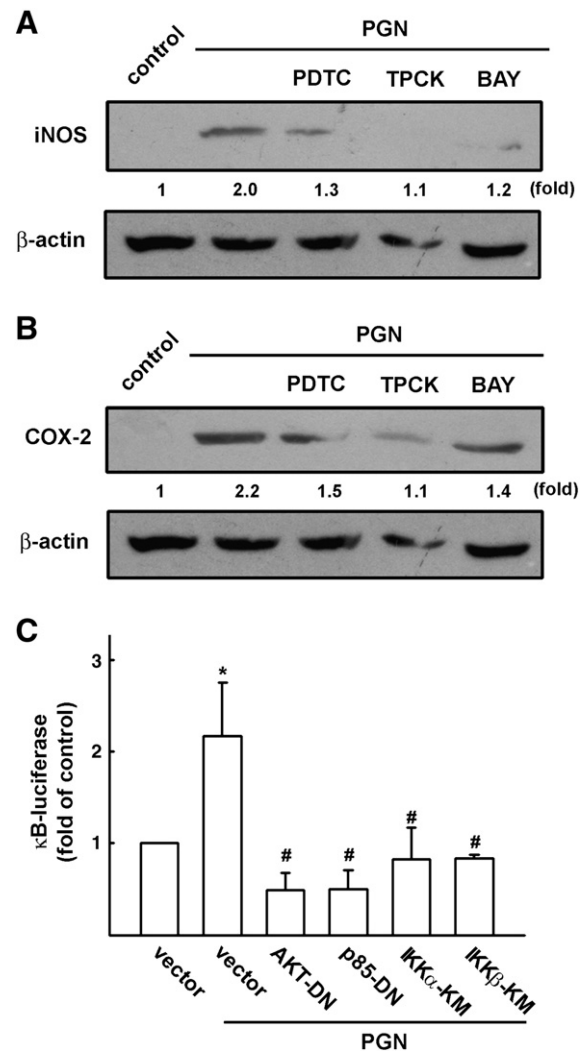 A
control
PGN
PDTC TPCK BAY
iNOS
1 2.0 1.3 1.1 1.2 (fold)
β-actin
B
control
PGN
PDTC TPCK BAY
COX-2
1 2.2 1.5 1.1 1.4 (fold)
β-actin
C
κB-luciferase
(fold of control)
3
2
1
*
#
#
#
#
vector
vector
AKT-DN
p85-DN
IKKα-KM
IKKβ-KM
PGN